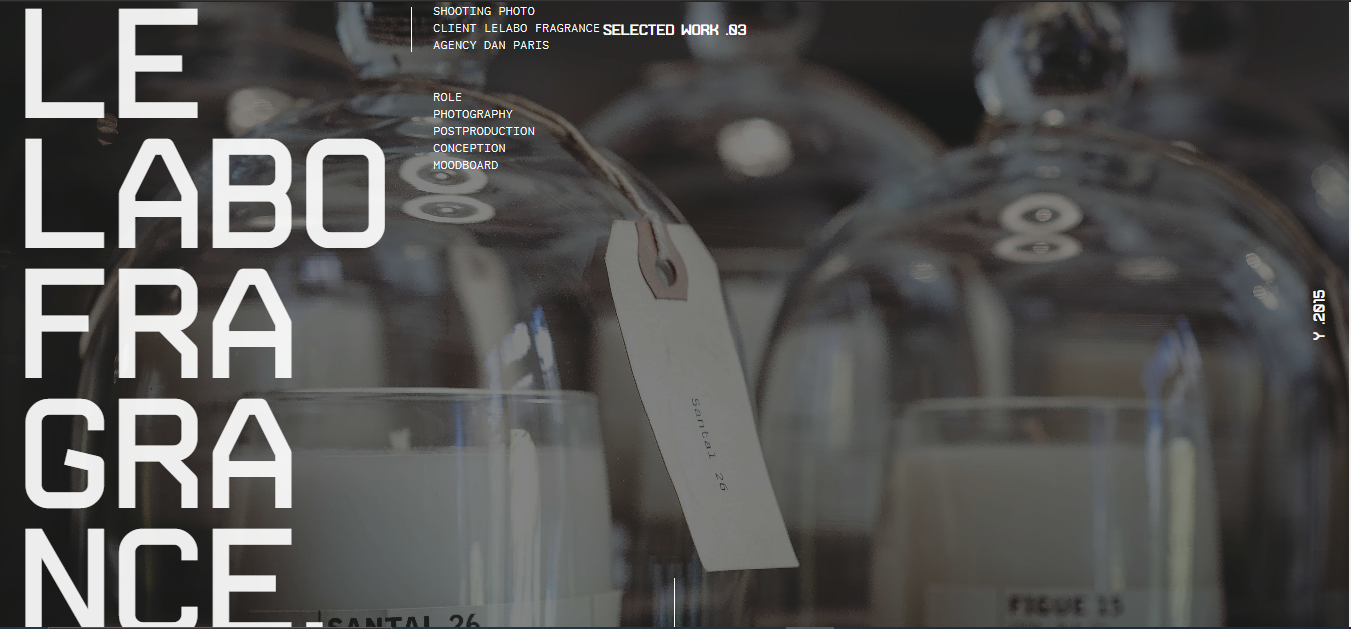 LE
LABO
FRA
GRA
NCE.
SHOOTING PHOTO
CLIENT LELABO FRAGRANCE
AGENCY DAN PARIS
SELECTED WORK .03
ROLE
PHOTOGRAPHY
POSTPRODUCTION
CONCEPTION
MOODBOARD
Santal 26
SANTAL 26
FIGUE 15
Y .2015